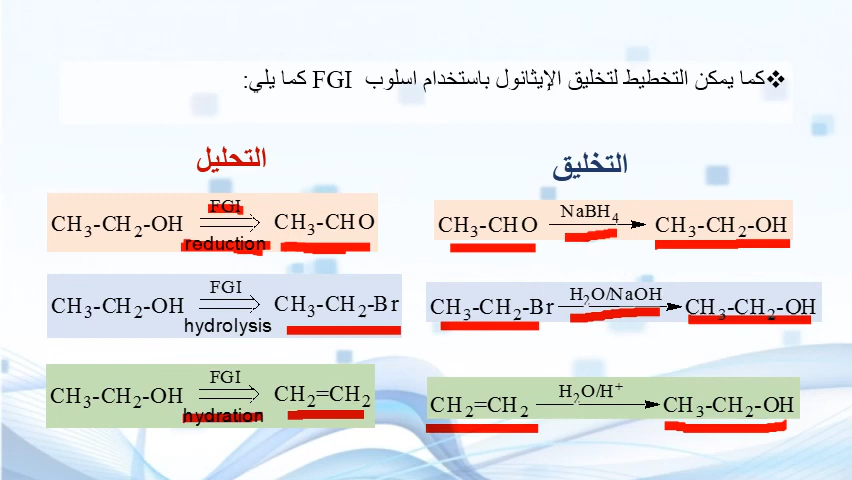 ❖كما يمكن التخطيط لتخليق الإيثانول باستخدام اسلوب FGI كما يلي:
التحليل
التخليق
CH3-CH2-OH FGI reduction CH3-CHO
CH3-CHO NaBH4 CH3-CH2-OH
CH3-CH2-OH FGI hydrolysis CH3-CH2-Br
CH3-CH2-Br H2O/NaOH CH3-CH2-OH
CH3-CH2-OH FGI hydration CH2=CH2
CH2=CH2 H2O/H+ CH3-CH2-OH